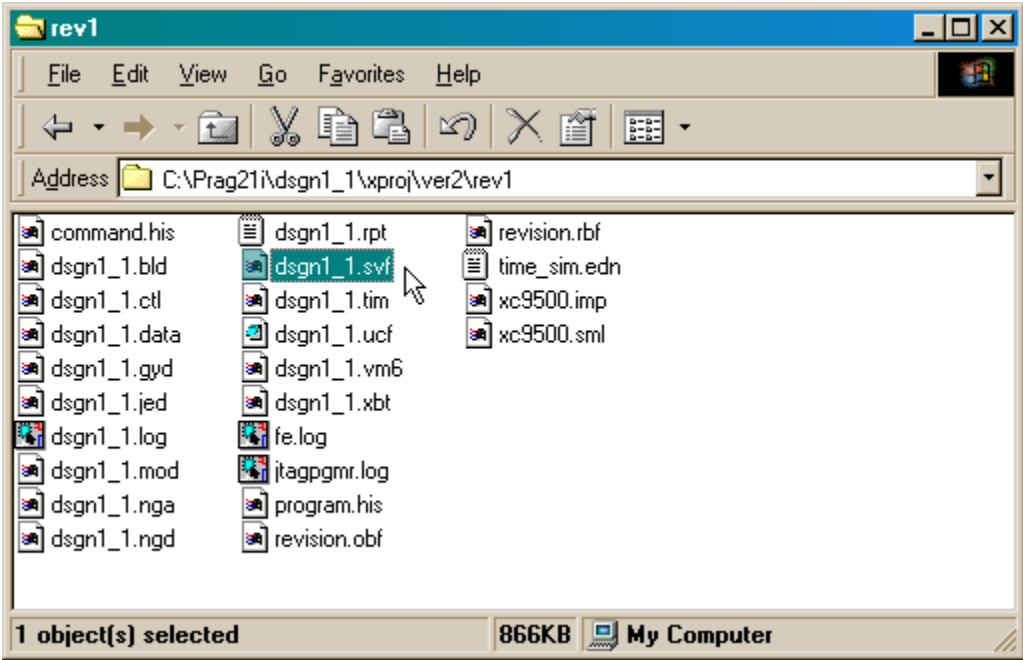 rev1
File Edit View Go Favorites Help
Address C:\Prag21i\dsgn1_1\xproj\ver2\rev1
command.his
dsgn1_1.bld
dsgn1_1.ctl
dsgn1_1.data
dsgn1_1.gyd
dsgn1_1.jed
dsgn1_1.log
dsgn1_1.mod
dsgn1_1.nga
dsgn1_1.ngd
dsgn1_1.rpt
dsgn1_1.svf
dsgn1_1.tim
dsgn1_1.ucf
dsgn1_1.vm6
dsgn1_1.xbt
fe.log
jtagpgmr.log
program.his
revision.obf
revision.rbf
time_sim.edn
xc9500.imp
xc9500.sml
1 object(s) selected 866KB My Computer